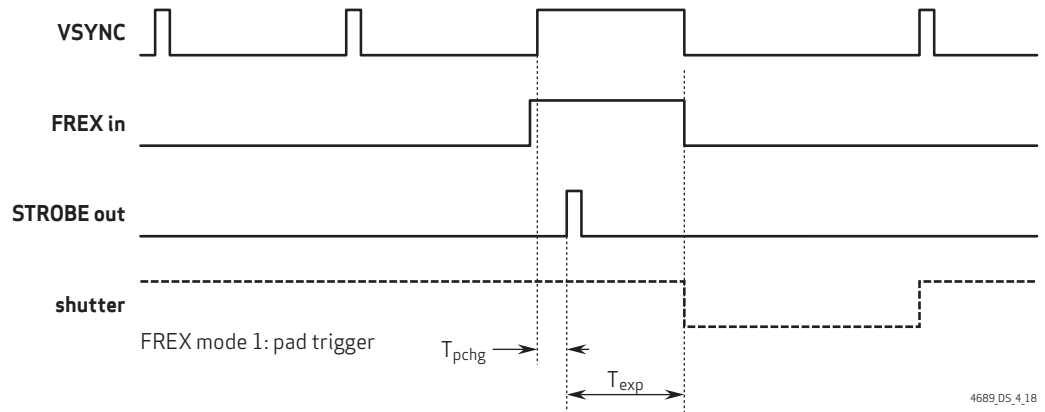 VSYNC
FREX in
STROBE out
shutter
FREX mode 1: pad trigger
Tpchg
Texp
4689_DS_4_18